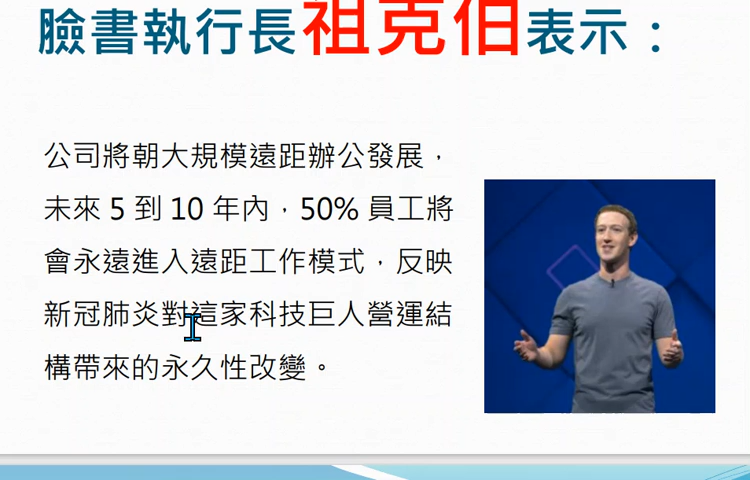 臉書執行長祖克伯表示：
公司將朝大規模遠距辦公發展，
未來 5 到 10 年內，50% 員工將
會永遠進入遠距工作模式，反映
新冠肺炎對這家科技巨人營運結
構帶來的永久性改變。